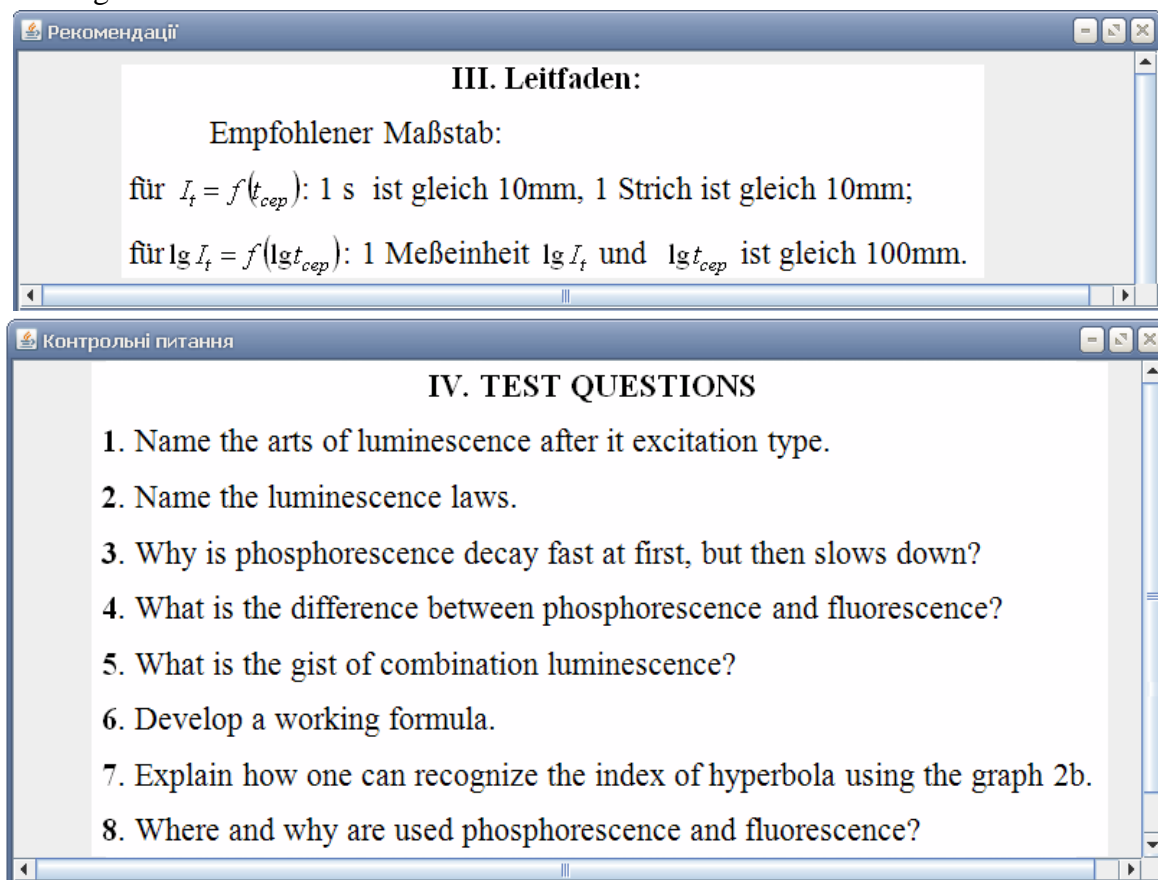 Рекомендації
III. Leitfaden:
Empfohlener Maßstab:
für I_t = f(t_cep): 1 s ist gleich 10mm, 1 Strich ist gleich 10mm;
für lg I_t = f(lg t_cep): 1 Meßeinheit lg I_t und lg t_cep ist gleich 100mm.
Контрольні питання
IV. TEST QUESTIONS
1. Name the arts of luminescence after it excitation type.
2. Name the luminescence laws.
3. Why is phosphorescence decay fast at first, but then slows down?
4. What is the difference between phosphorescence and fluorescence?
5. What is the gist of combination luminescence?
6. Develop a working formula.
7. Explain how one can recognize the index of hyperbola using the graph 2b.
8. Where and why are used phosphorescence and fluorescence?